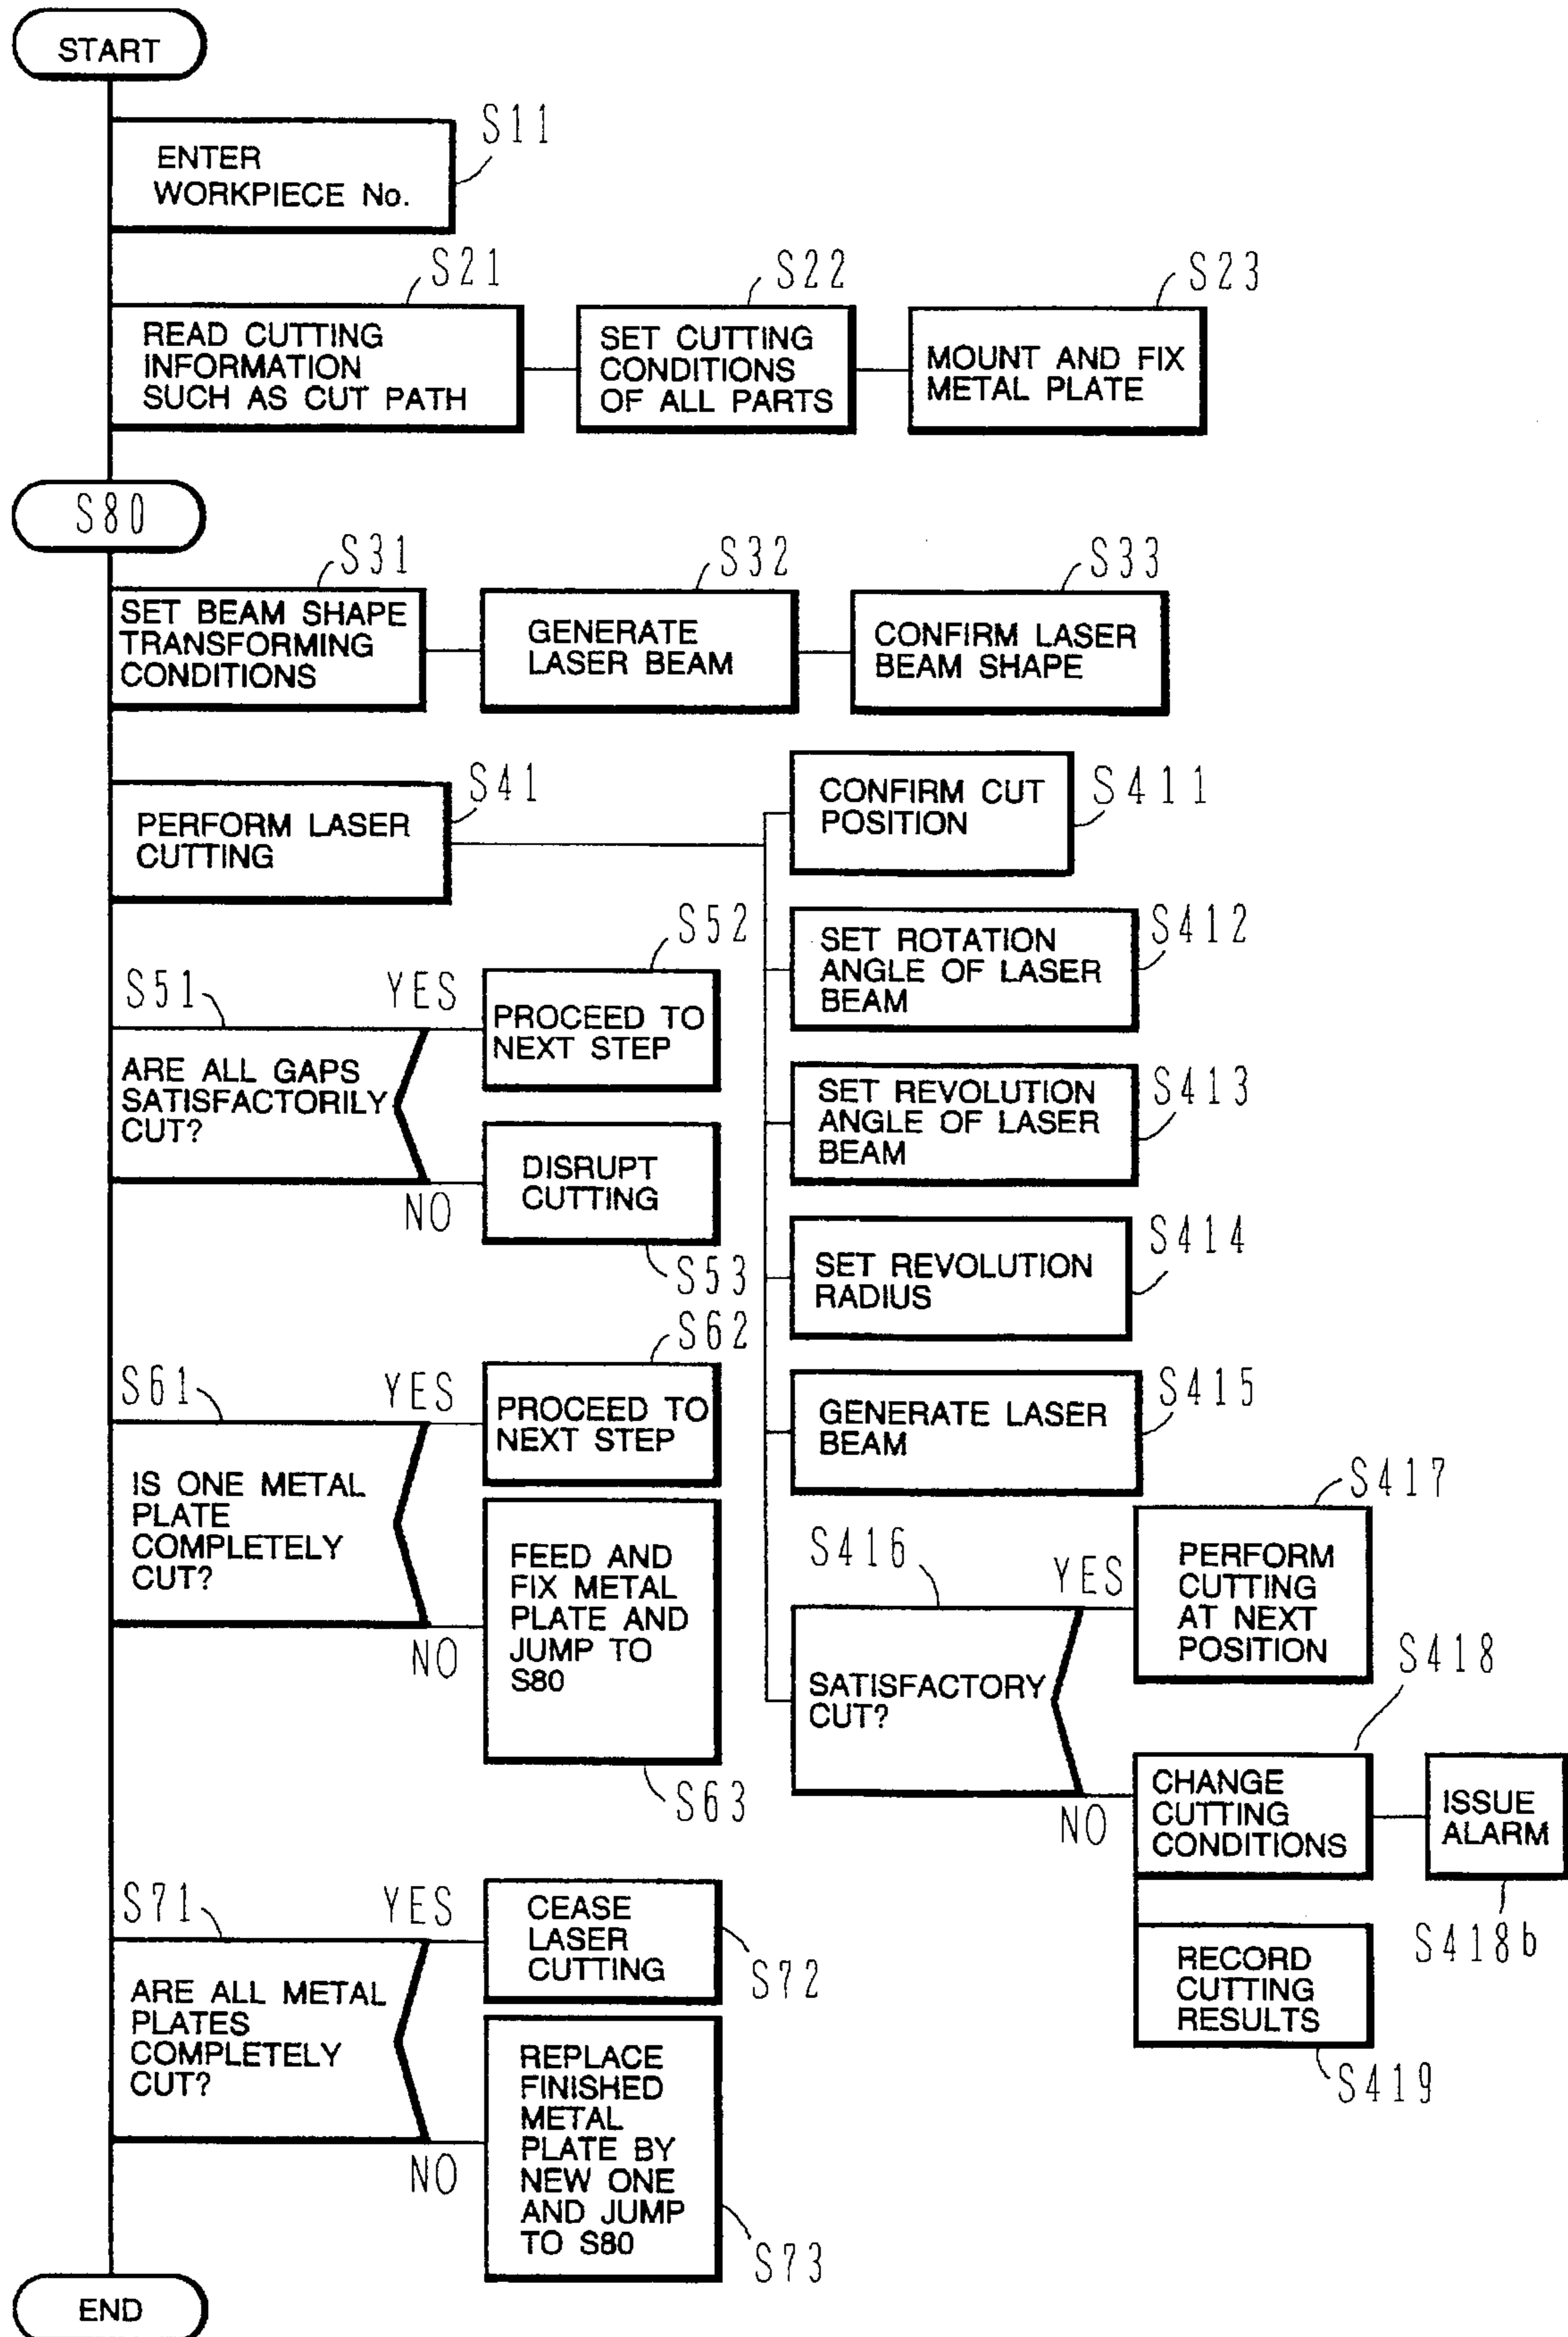 START
S11
ENTER
WORKPIECE No.
S21
READ CUTTING
INFORMATION
SUCH AS CUT PATH
S22
SET CUTTING
CONDITIONS
OF ALL PARTS
S23
MOUNT AND FIX
METAL PLATE
S80
S31
SET BEAM SHAPE
TRANSFORMING
CONDITIONS
S32
GENERATE
LASER BEAM
S33
CONFIRM LASER
BEAM SHAPE
S41
PERFORM LASER
CUTTING
CONFIRM CUT
POSITION
S411
SET ROTATION
ANGLE OF LASER
BEAM
S412
SET REVOLUTION
ANGLE OF LASER
BEAM
S413
SET REVOLUTION
RADIUS
S414
GENERATE LASER
BEAM
S415
S416
SATISFACTORY
CUT?
YES
S417
PERFORM
CUTTING
AT NEXT
POSITION
NO
S418
CHANGE
CUTTING
CONDITIONS
ISSUE
ALARM
S418b
RECORD
CUTTING
RESULTS
S419
S51
ARE ALL GAPS
SATISFACTORILY
CUT?
YES
S52
PROCEED TO
NEXT STEP
NO
DISRUPT
CUTTING
S53
S61
IS ONE METAL
PLATE
COMPLETELY
CUT?
YES
S62
PROCEED TO
NEXT STEP
NO
FEED AND
FIX METAL
PLATE AND
JUMP TO
S80
S63
S71
ARE ALL METAL
PLATES
COMPLETELY
CUT?
YES
CEASE
LASER
CUTTING
S72
NO
REPLACE
FINISHED
METAL
PLATE BY
NEW ONE
AND JUMP
TO S80
S73
END